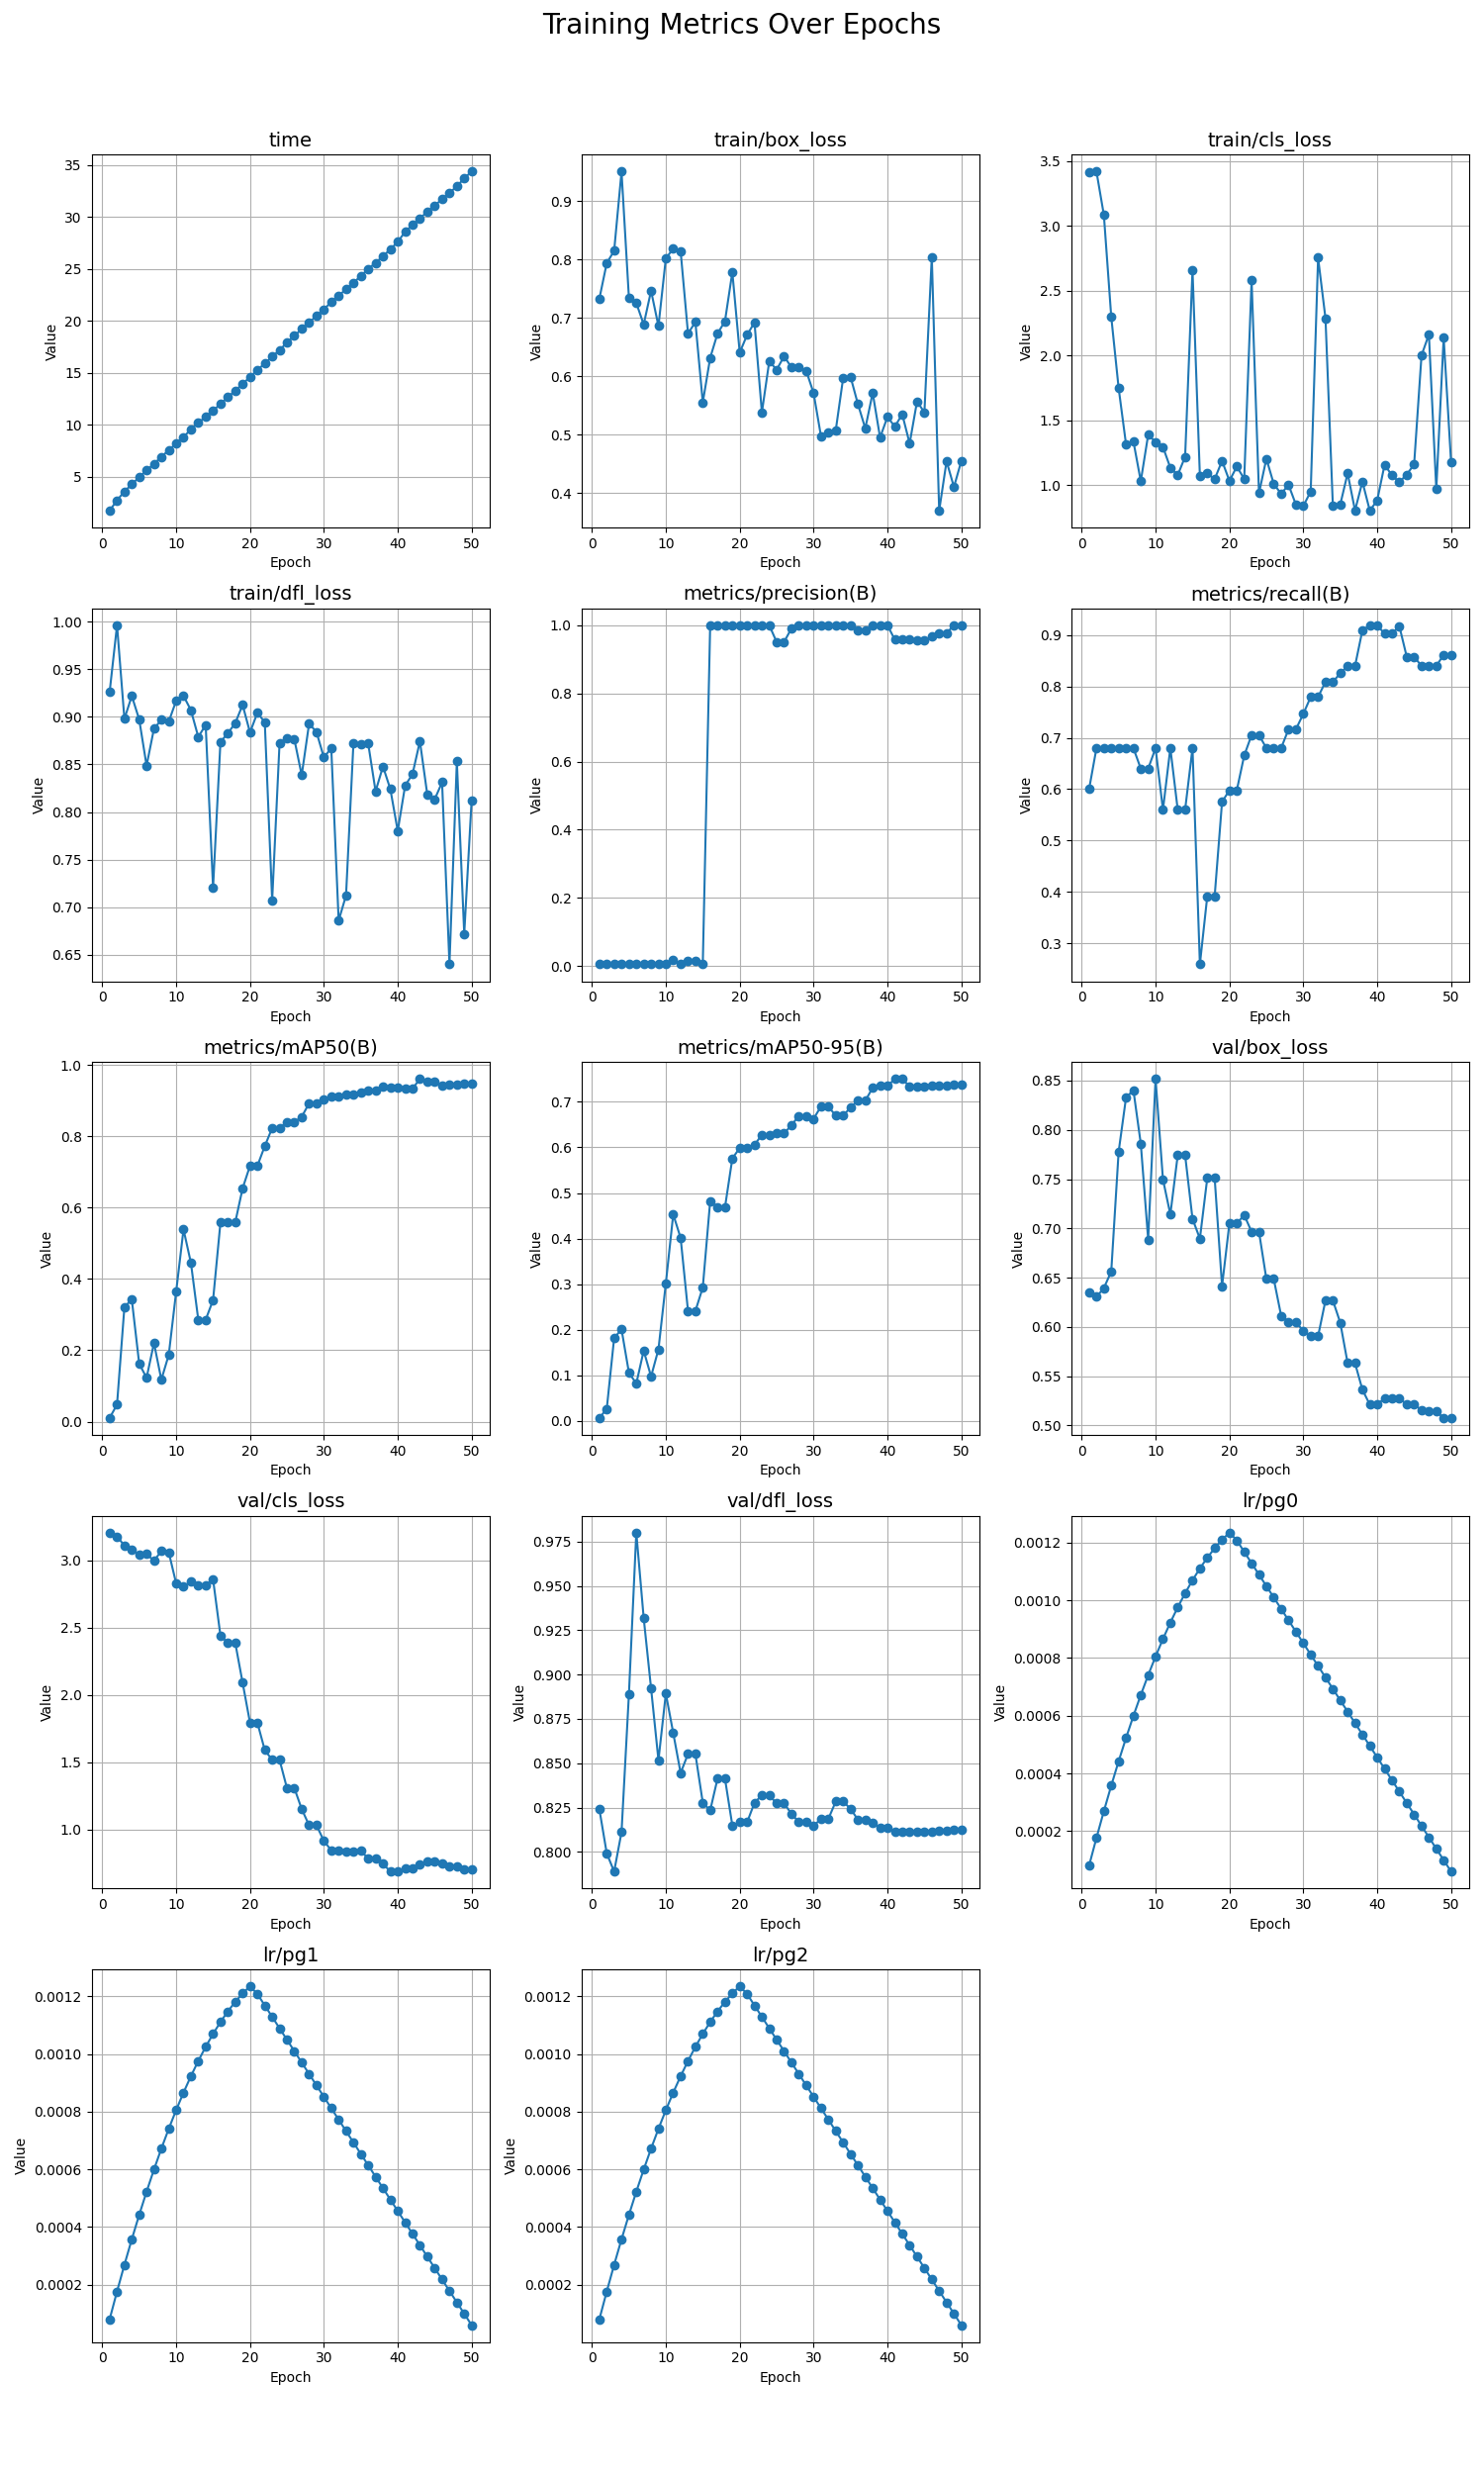 Training Metrics Over Epochs
time
35
30
25
20
15
10
5
Value
0 10 20 30 40 50
Epoch
train/box_loss
0.9
0.8
0.7
0.6
0.5
0.4
Value
0 10 20 30 40 50
Epoch
train/cls_loss
3.5
3.0
2.5
2.0
1.5
1.0
Value
0 10 20 30 40 50
Epoch
train/dfl_loss
1.00
0.95
0.90
0.85
0.80
0.75
0.70
0.65
Value
0 10 20 30 40 50
Epoch
metrics/precision(B)
1.0
0.8
0.6
0.4
0.2
0.0
Value
0 10 20 30 40 50
Epoch
metrics/recall(B)
0.9
0.8
0.7
0.6
0.5
0.4
0.3
Value
0 10 20 30 40 50
Epoch
metrics/mAP50(B)
1.0
0.8
0.6
0.4
0.2
0.0
Value
0 10 20 30 40 50
Epoch
metrics/mAP50-95(B)
0.7
0.6
0.5
0.4
0.3
0.2
0.1
0.0
Value
0 10 20 30 40 50
Epoch
val/box_loss
0.85
0.80
0.75
0.70
0.65
0.60
0.55
0.50
Value
0 10 20 30 40 50
Epoch
val/cls_loss
3.0
2.5
2.0
1.5
1.0
Value
0 10 20 30 40 50
Epoch
val/dfl_loss
0.975
0.950
0.925
0.900
0.875
0.850
0.825
0.800
Value
0 10 20 30 40 50
Epoch
lr/pg0
0.0012
0.0010
0.0008
0.0006
0.0004
0.0002
Value
0 10 20 30 40 50
Epoch
lr/pg1
0.0012
0.0010
0.0008
0.0006
0.0004
0.0002
Value
0 10 20 30 40 50
Epoch
lr/pg2
0.0012
0.0010
0.0008
0.0006
0.0004
0.0002
Value
0 10 20 30 40 50
Epoch